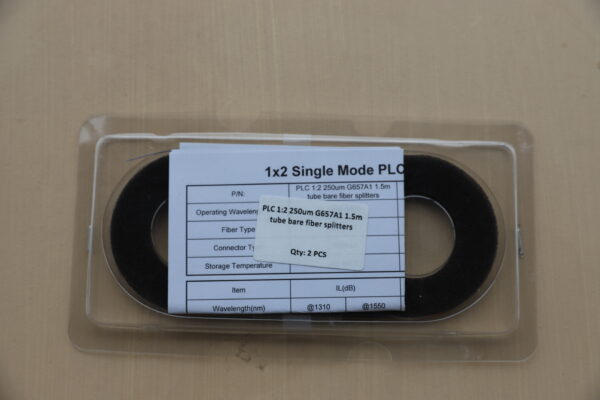 1x2 Single Mode PLC
P/N:
PLC 1:2 250um G657A1 1.5m
tube bare fiber splitters
Operating Waveleng
Fiber Type
Connector Ty
Storage Temperature
PLC 1:2 250um G657A1 1.5m
tube bare fiber splitters
Qty: 2 PCS
Item
IL(dB)
Wavelength(nm)
@1310
@1550